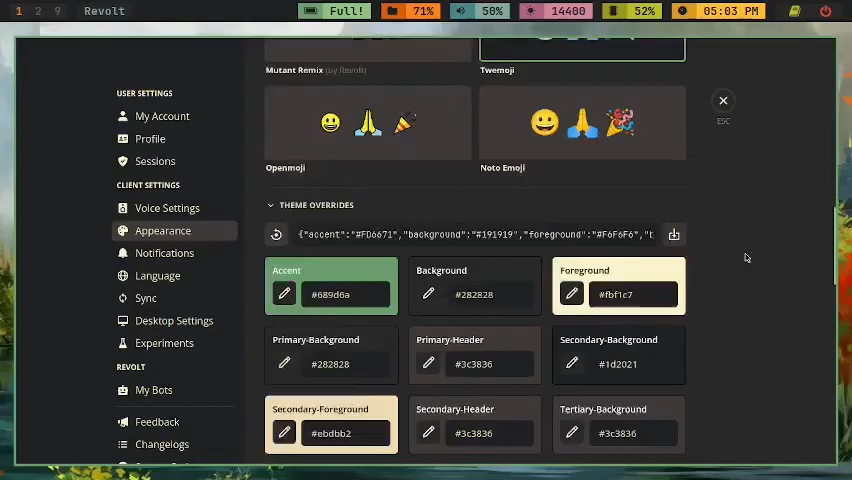 1 2 9 Revolt Full! 71% 50% 14400 52% 05:03 PM
Mutant Remix (by Revolt) Twemoji
USER SETTINGS
My Account
Profile
Sessions
CLIENT SETTINGS
Voice Settings
Appearance
Notifications
Language
Sync
Desktop Settings
Experiments
REVOLT
My Bots
Feedback
Changelogs
ESC
Openmoji Noto Emoji
THEME OVERRIDES
{"accent":"#FD6671","background":"#191919","foreground":"#F6F6F6","b
Accent Background Foreground
#689d6a #282828 #fbf1c7
Primary-Background Primary-Header Secondary-Background
#282828 #3c3836 #1d2021
Secondary-Foreground Secondary-Header Tertiary-Background
#ebdbb2 #3c3836 #3c3836